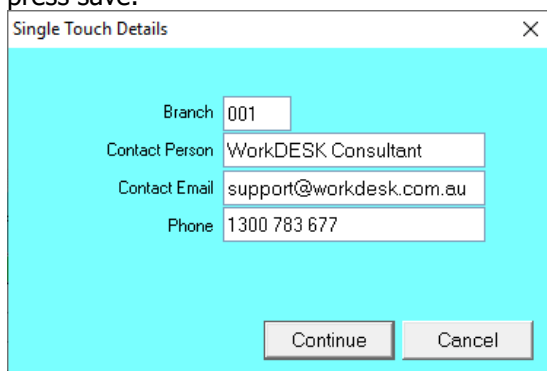 press save.
Single Touch Details
Branch 001
Contact Person WorkDESK Consultant
Contact Email support@workdesk.com.au
Phone 1300 783 677
Continue Cancel